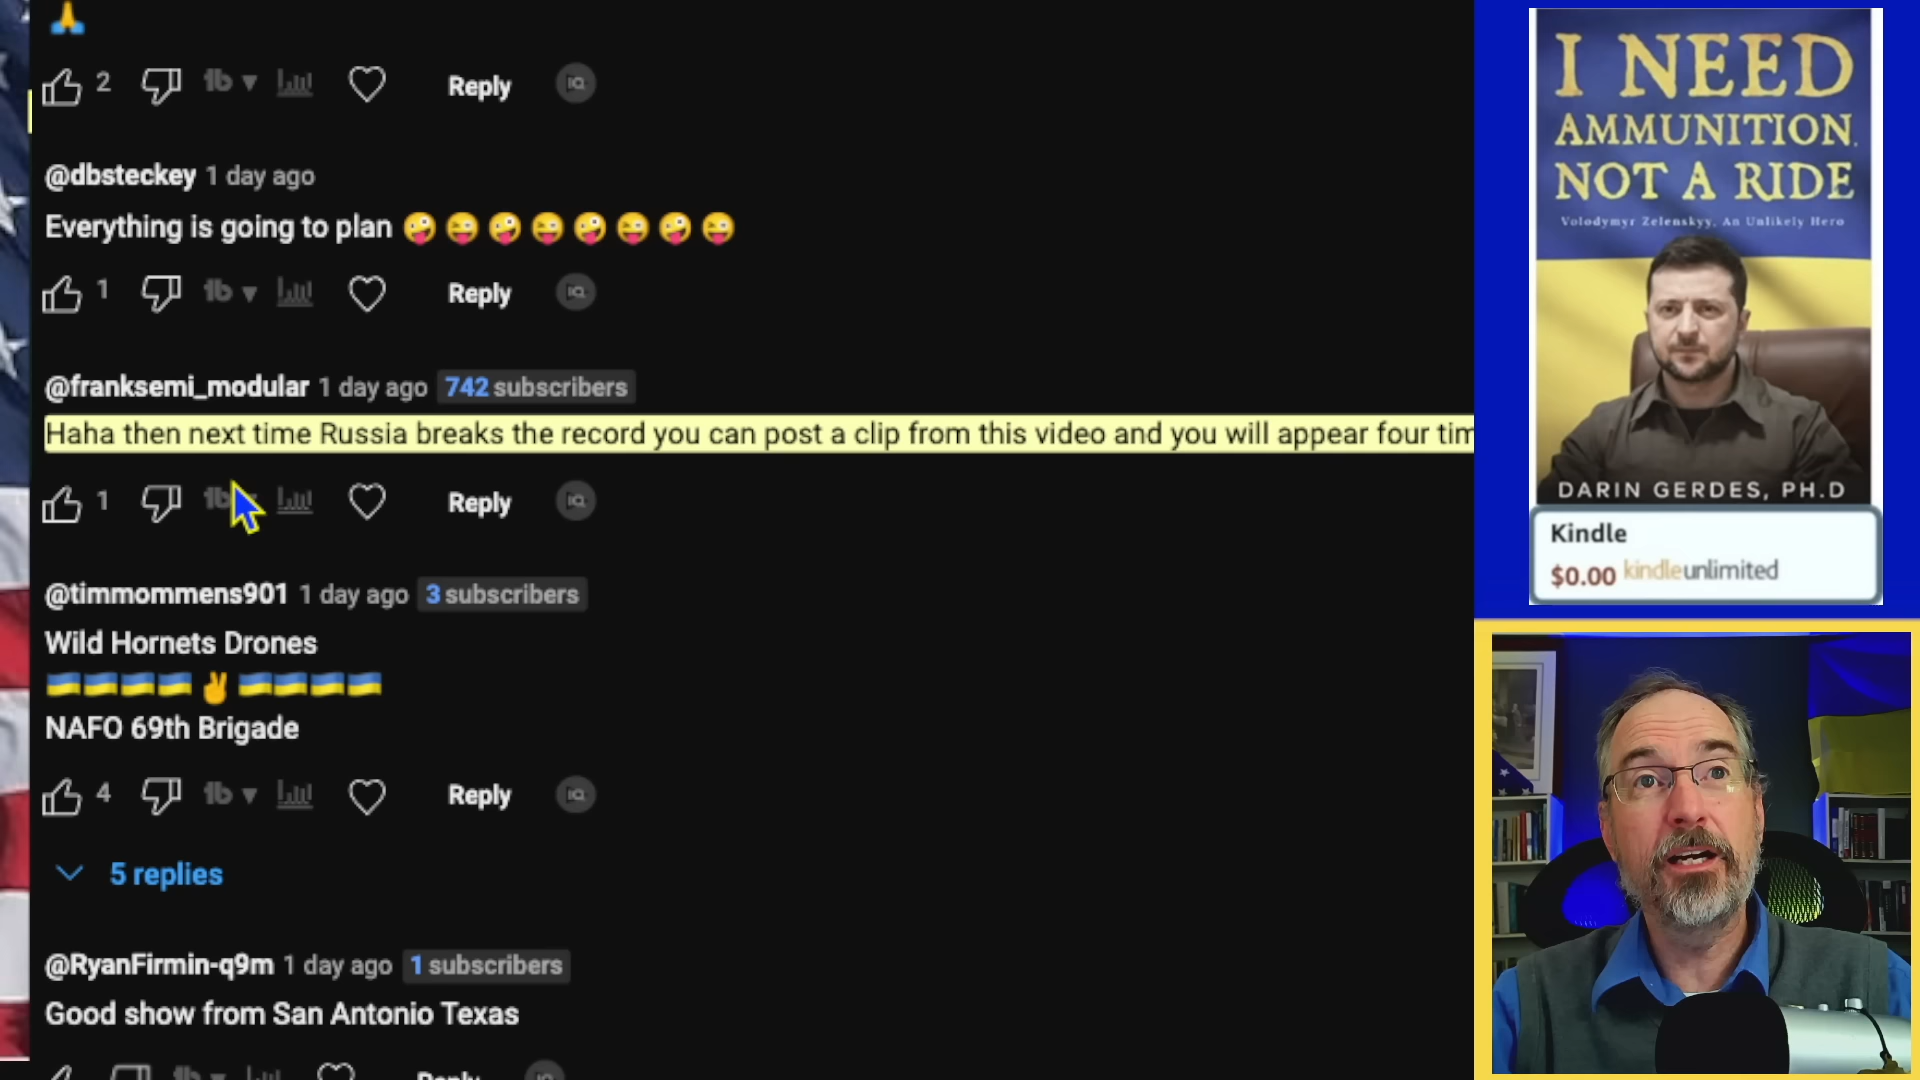 2
Reply
@dbsteckey 1 day ago
Everything is going to plan 🤪😜🤪😜🤪😜🤪😜
1
Reply
@franksemi_modular 1 day ago 742 subscribers
Haha then next time Russia breaks the record you can post a clip from this video and you will appear four tim
1
Reply
@timmommens901 1 day ago 3 subscribers
Wild Hornets Drones
🇺🇦🇺🇦🇺🇦🇺🇦✌️🇺🇦🇺🇦🇺🇦🇺🇦
NAFO 69th Brigade
4
Reply
5 replies
@RyanFirmin-q9m 1 day ago 1 subscribers
Good show from San Antonio Texas
Reply
I NEED
AMMUNITION,
NOT A RIDE
Volodymyr Zelenskyy, An Unlikely Hero
DARIN GERDES, PH.D
Kindle
$0.00 kindleunlimited